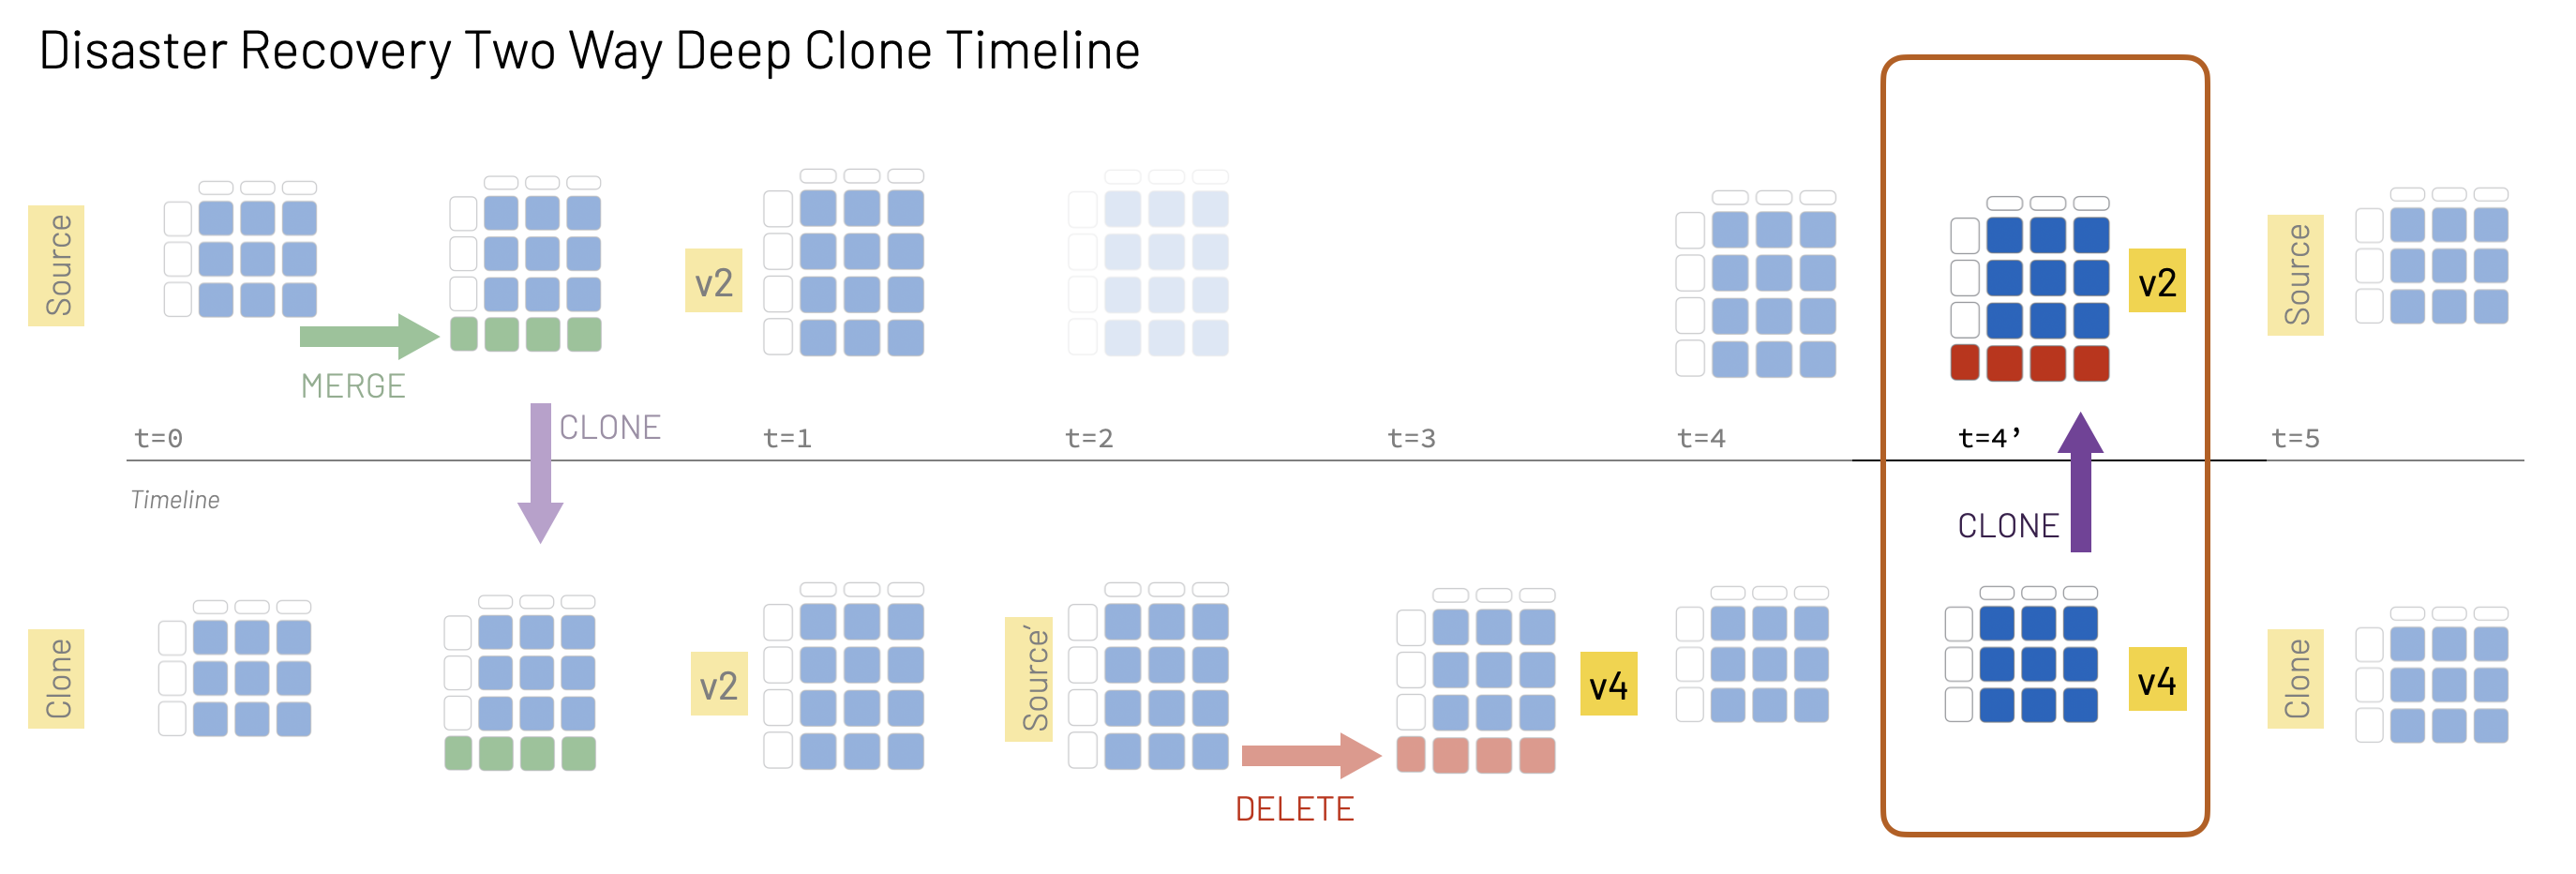 Disaster Recovery Two Way Deep Clone Timeline
Source
MERGE
v2
v2
Source
CLONE
t=0
t=1
t=2
t=3
t=4
t=4’
t=5
Timeline
CLONE
Clone
v2
Source’
DELETE
v4
v4
Clone